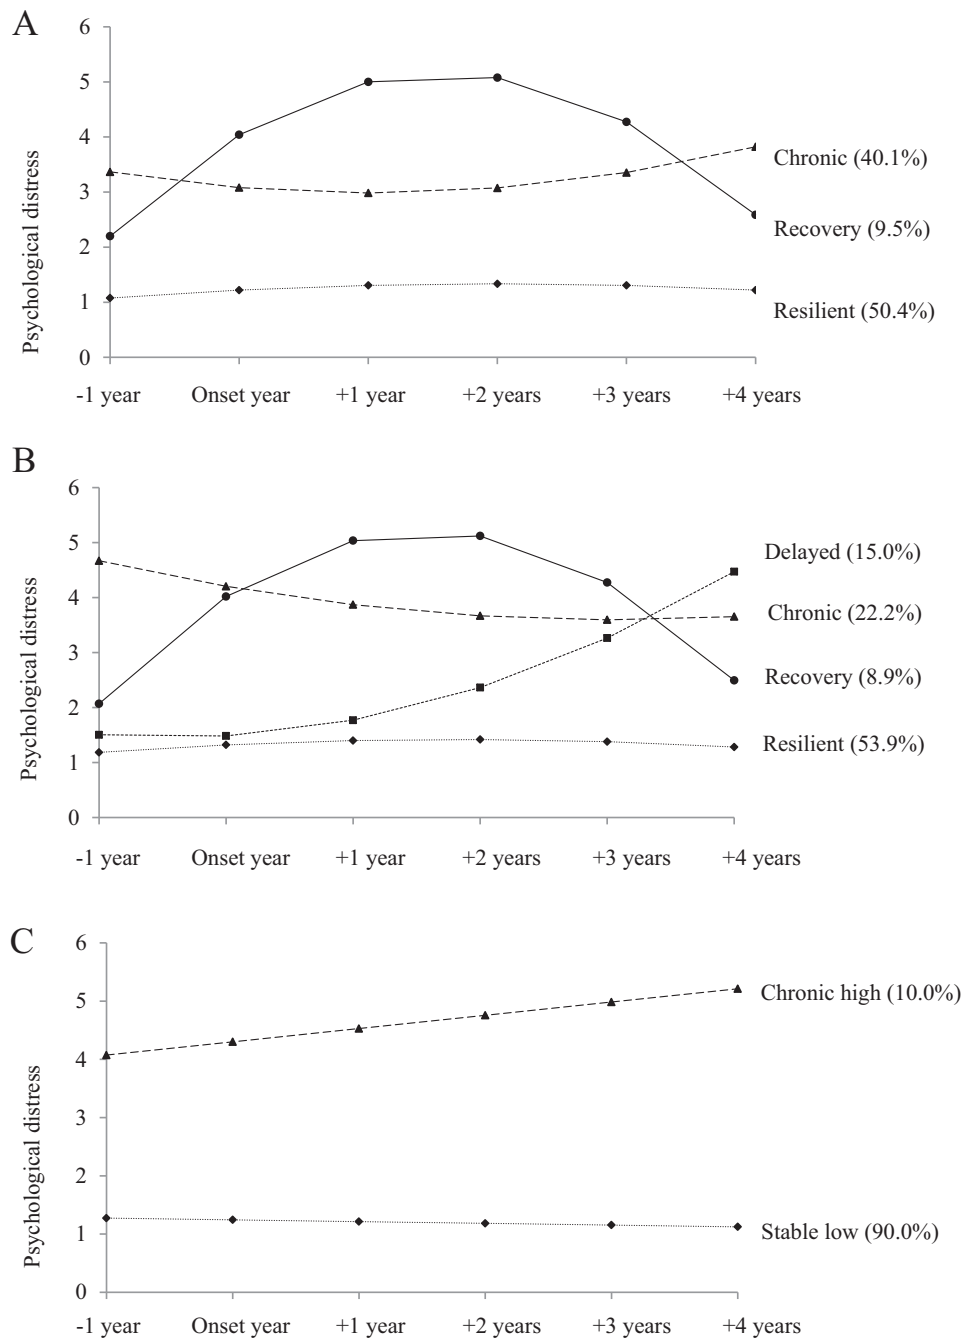 A
6
5
4
3
2
1
0
Psychological distress
Chronic (40.1%)
Recovery (9.5%)
Resilient (50.4%)
-1 year Onset year +1 year +2 years +3 years +4 years
B
6
5
4
3
2
1
0
Psychological distress
Delayed (15.0%)
Chronic (22.2%)
Recovery (8.9%)
Resilient (53.9%)
-1 year Onset year +1 year +2 years +3 years +4 years
C
6
5
4
3
2
1
0
Psychological distress
Chronic high (10.0%)
Stable low (90.0%)
-1 year Onset year +1 year +2 years +3 years +4 years